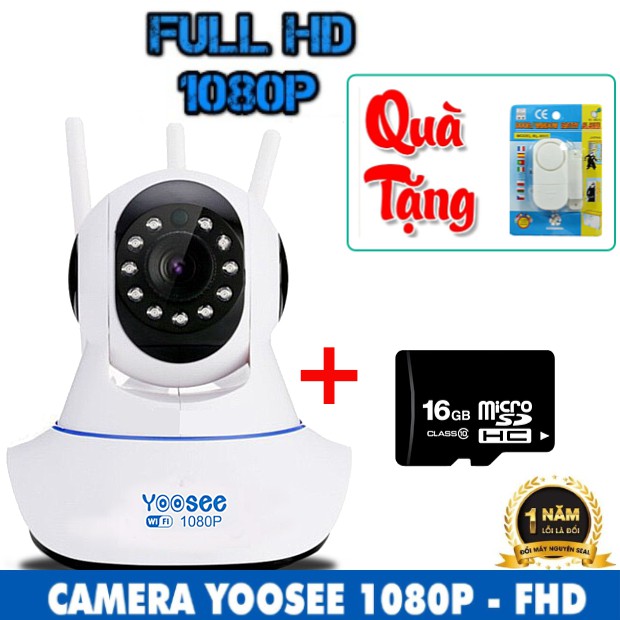 FULL HD
1080P
Quà
Tặng
CE
16GB micro
SD
CLASS 10 HC
Yoosee
WiFi 1080P
1 NĂM
LỖI LÀ ĐỔI
ĐỔI MÁY NGUYÊN SEAL
CAMERA YOOSEE 1080P - FHD